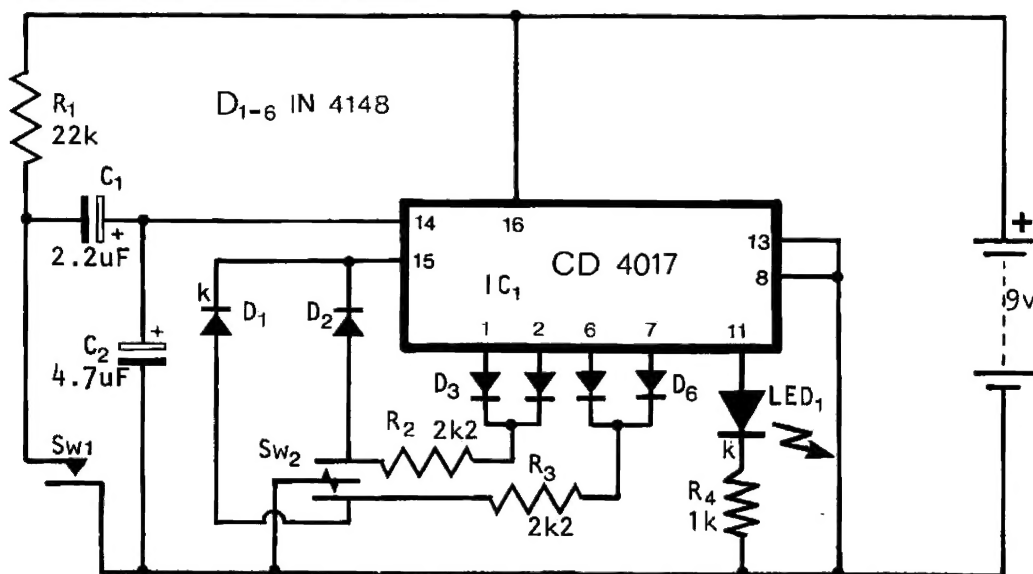 R1
22k
D1-6 IN 4148
C1
+
2.2uF
14
16
13
15
CD 4017
8
IC1
+
9v
k
D1
D2
+
C2
4.7uF
1
2
6
7
11
D3
D6
LED1
R2
2k2
k
Sw1
Sw2
R3
2k2
R4
1k